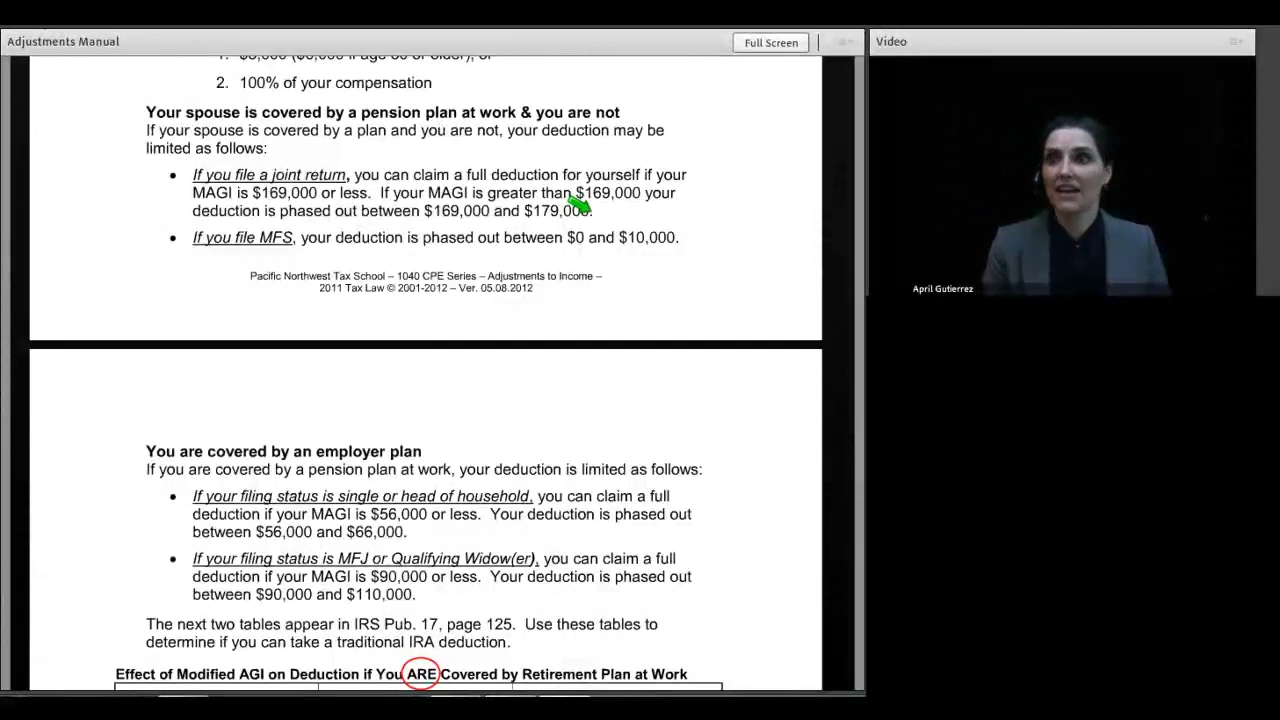 Adjustments Manual
Full Screen
Video
2. 100% of your compensation
Your spouse is covered by a pension plan at work & you are not
If your spouse is covered by a plan and you are not, your deduction may be
limited as follows:
• If you file a joint return, you can claim a full deduction for yourself if your
MAGI is $169,000 or less. If your MAGI is greater than $169,000 your
deduction is phased out between $169,000 and $179,000.
• If you file MFS, your deduction is phased out between $0 and $10,000.
Pacific Northwest Tax School – 1040 CPE Series – Adjustments to Income –
2011 Tax Law © 2001-2012 – Ver. 05.08.2012
April Gutierrez
You are covered by an employer plan
If you are covered by a pension plan at work, your deduction is limited as follows:
• If your filing status is single or head of household, you can claim a full
deduction if your MAGI is $56,000 or less. Your deduction is phased out
between $56,000 and $66,000.
• If your filing status is MFJ or Qualifying Widow(er), you can claim a full
deduction if your MAGI is $90,000 or less. Your deduction is phased out
between $90,000 and $110,000.
The next two tables appear in IRS Pub. 17, page 125. Use these tables to
determine if you can take a traditional IRA deduction.
Effect of Modified AGI on Deduction if You ARE Covered by Retirement Plan at Work